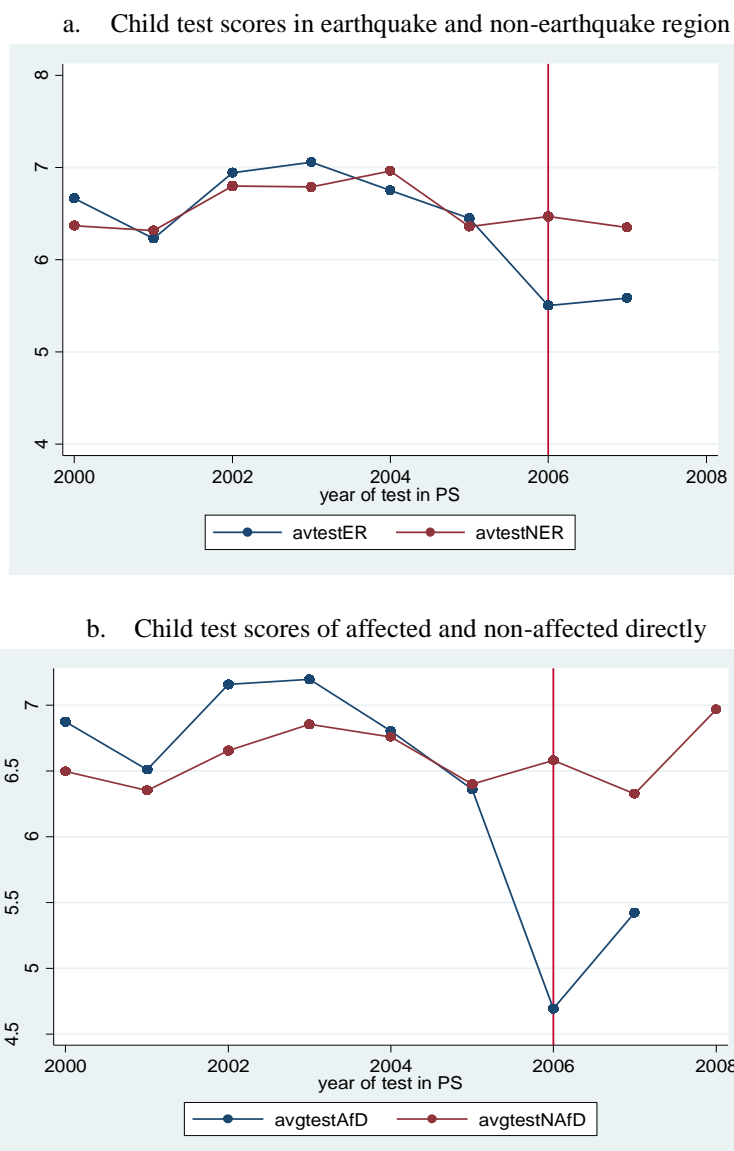 a. Child test scores in earthquake and non-earthquake region
8
7
6
5
4
2000 2002 2004 2006 2008
year of test in PS
avtestER avtestNER
b. Child test scores of affected and non-affected directly
7
6.5
6
5.5
5
4.5
2000 2002 2004 2006 2008
year of test in PS
avgtestAfD avgtestNAfD